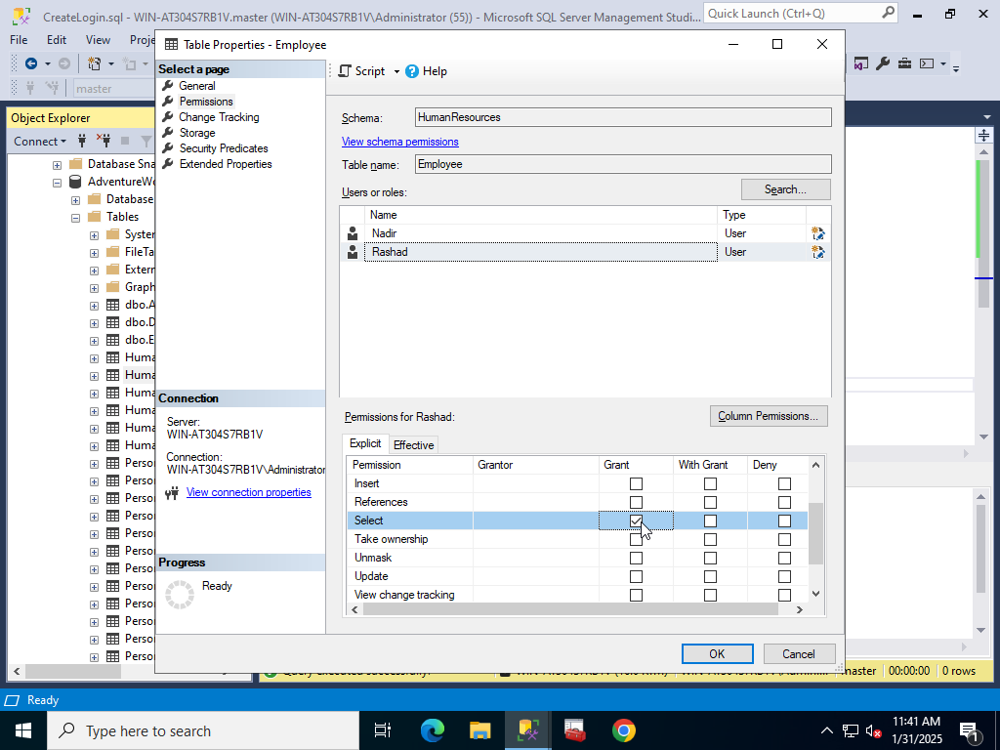 CreateLogin.sql - WIN-AT304S7RB1V.master (WIN-AT304S7RB1V\Administrator (55)) - Microsoft SQL Server Management Studi...
Quick Launch (Ctrl+Q)
File Edit View Proje
master
Table Properties - Employee
Select a page
General
Permissions
Change Tracking
Storage
Security Predicates
Extended Properties
Script
Help
Schema:
HumanResources
View schema permissions
Table name:
Employee
Users or roles:
Search...
Name Type
Nadir User
Rashad User
Permissions for Rashad:
Column Permissions...
Explicit Effective
Permission Grantor Grant With Grant Deny
Insert
References
Select
Take ownership
Unmask
Update
View change tracking
Connection
Server:
WIN-AT304S7RB1V
Connection:
WIN-AT304S7RB1V\Administrator
View connection properties
Progress
Ready
OK Cancel
Object Explorer
Connect
Database Sna
AdventureWo
Database
Tables
System
FileTa
Extern
Graph
dbo.A
dbo.D
dbo.E
Huma
Huma
Huma
Huma
Huma
Huma
Perso
Perso
Perso
Perso
Perso
Perso
Perso
Perso
Perso
Perso
Perso
Perso
master 00:00:00 0 rows
Ready
Type here to search
11:41 AM
1/31/2025
1